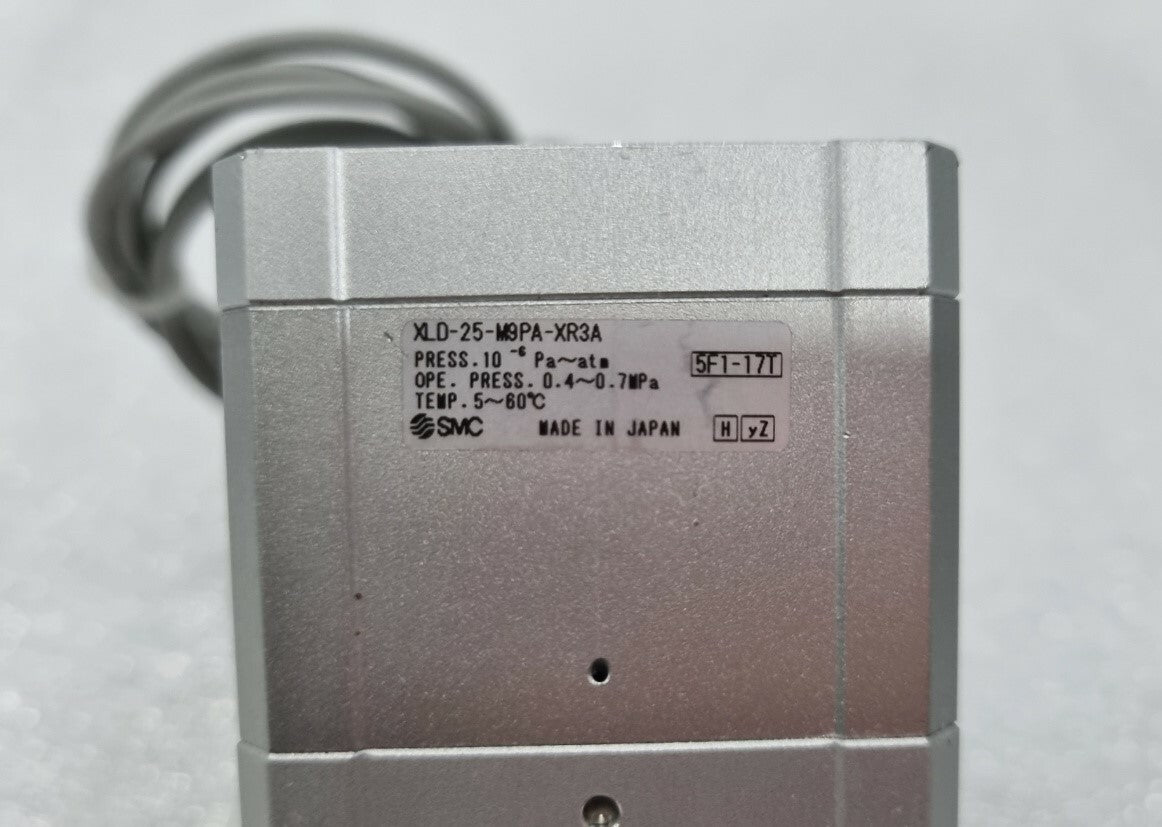 XLD-25-M9PA-XR3A
PRESS.10⁻⁶ Pa~atm
5F1-17T
OPE. PRESS.0.4~0.7MPa
TEMP.5~60℃
SMC MADE IN JAPAN H yZ